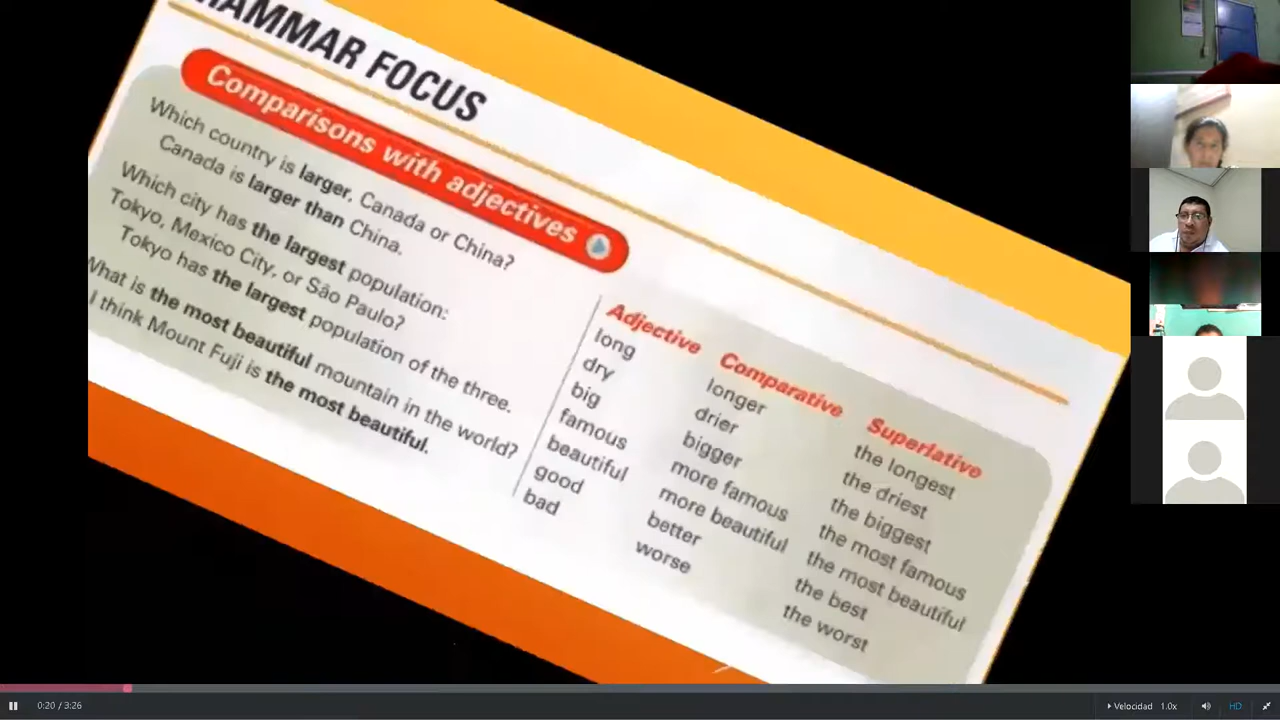 GRAMMAR FOCUS
Comparisons with adjectives
Which country is larger, Canada or China?
Canada is larger than China.
Which city has the largest population:
Tokyo, Mexico City, or São Paulo?
Tokyo has the largest population of the three.
What is the most beautiful mountain in the world?
I think Mount Fuji is the most beautiful.
Adjective Comparative Superlative
long longer the longest
dry drier the driest
big bigger the biggest
famous more famous the most famous
beautiful more beautiful the most beautiful
good better the best
bad worse the worst
0:20 / 3:26
Velocidad 1.0x HD